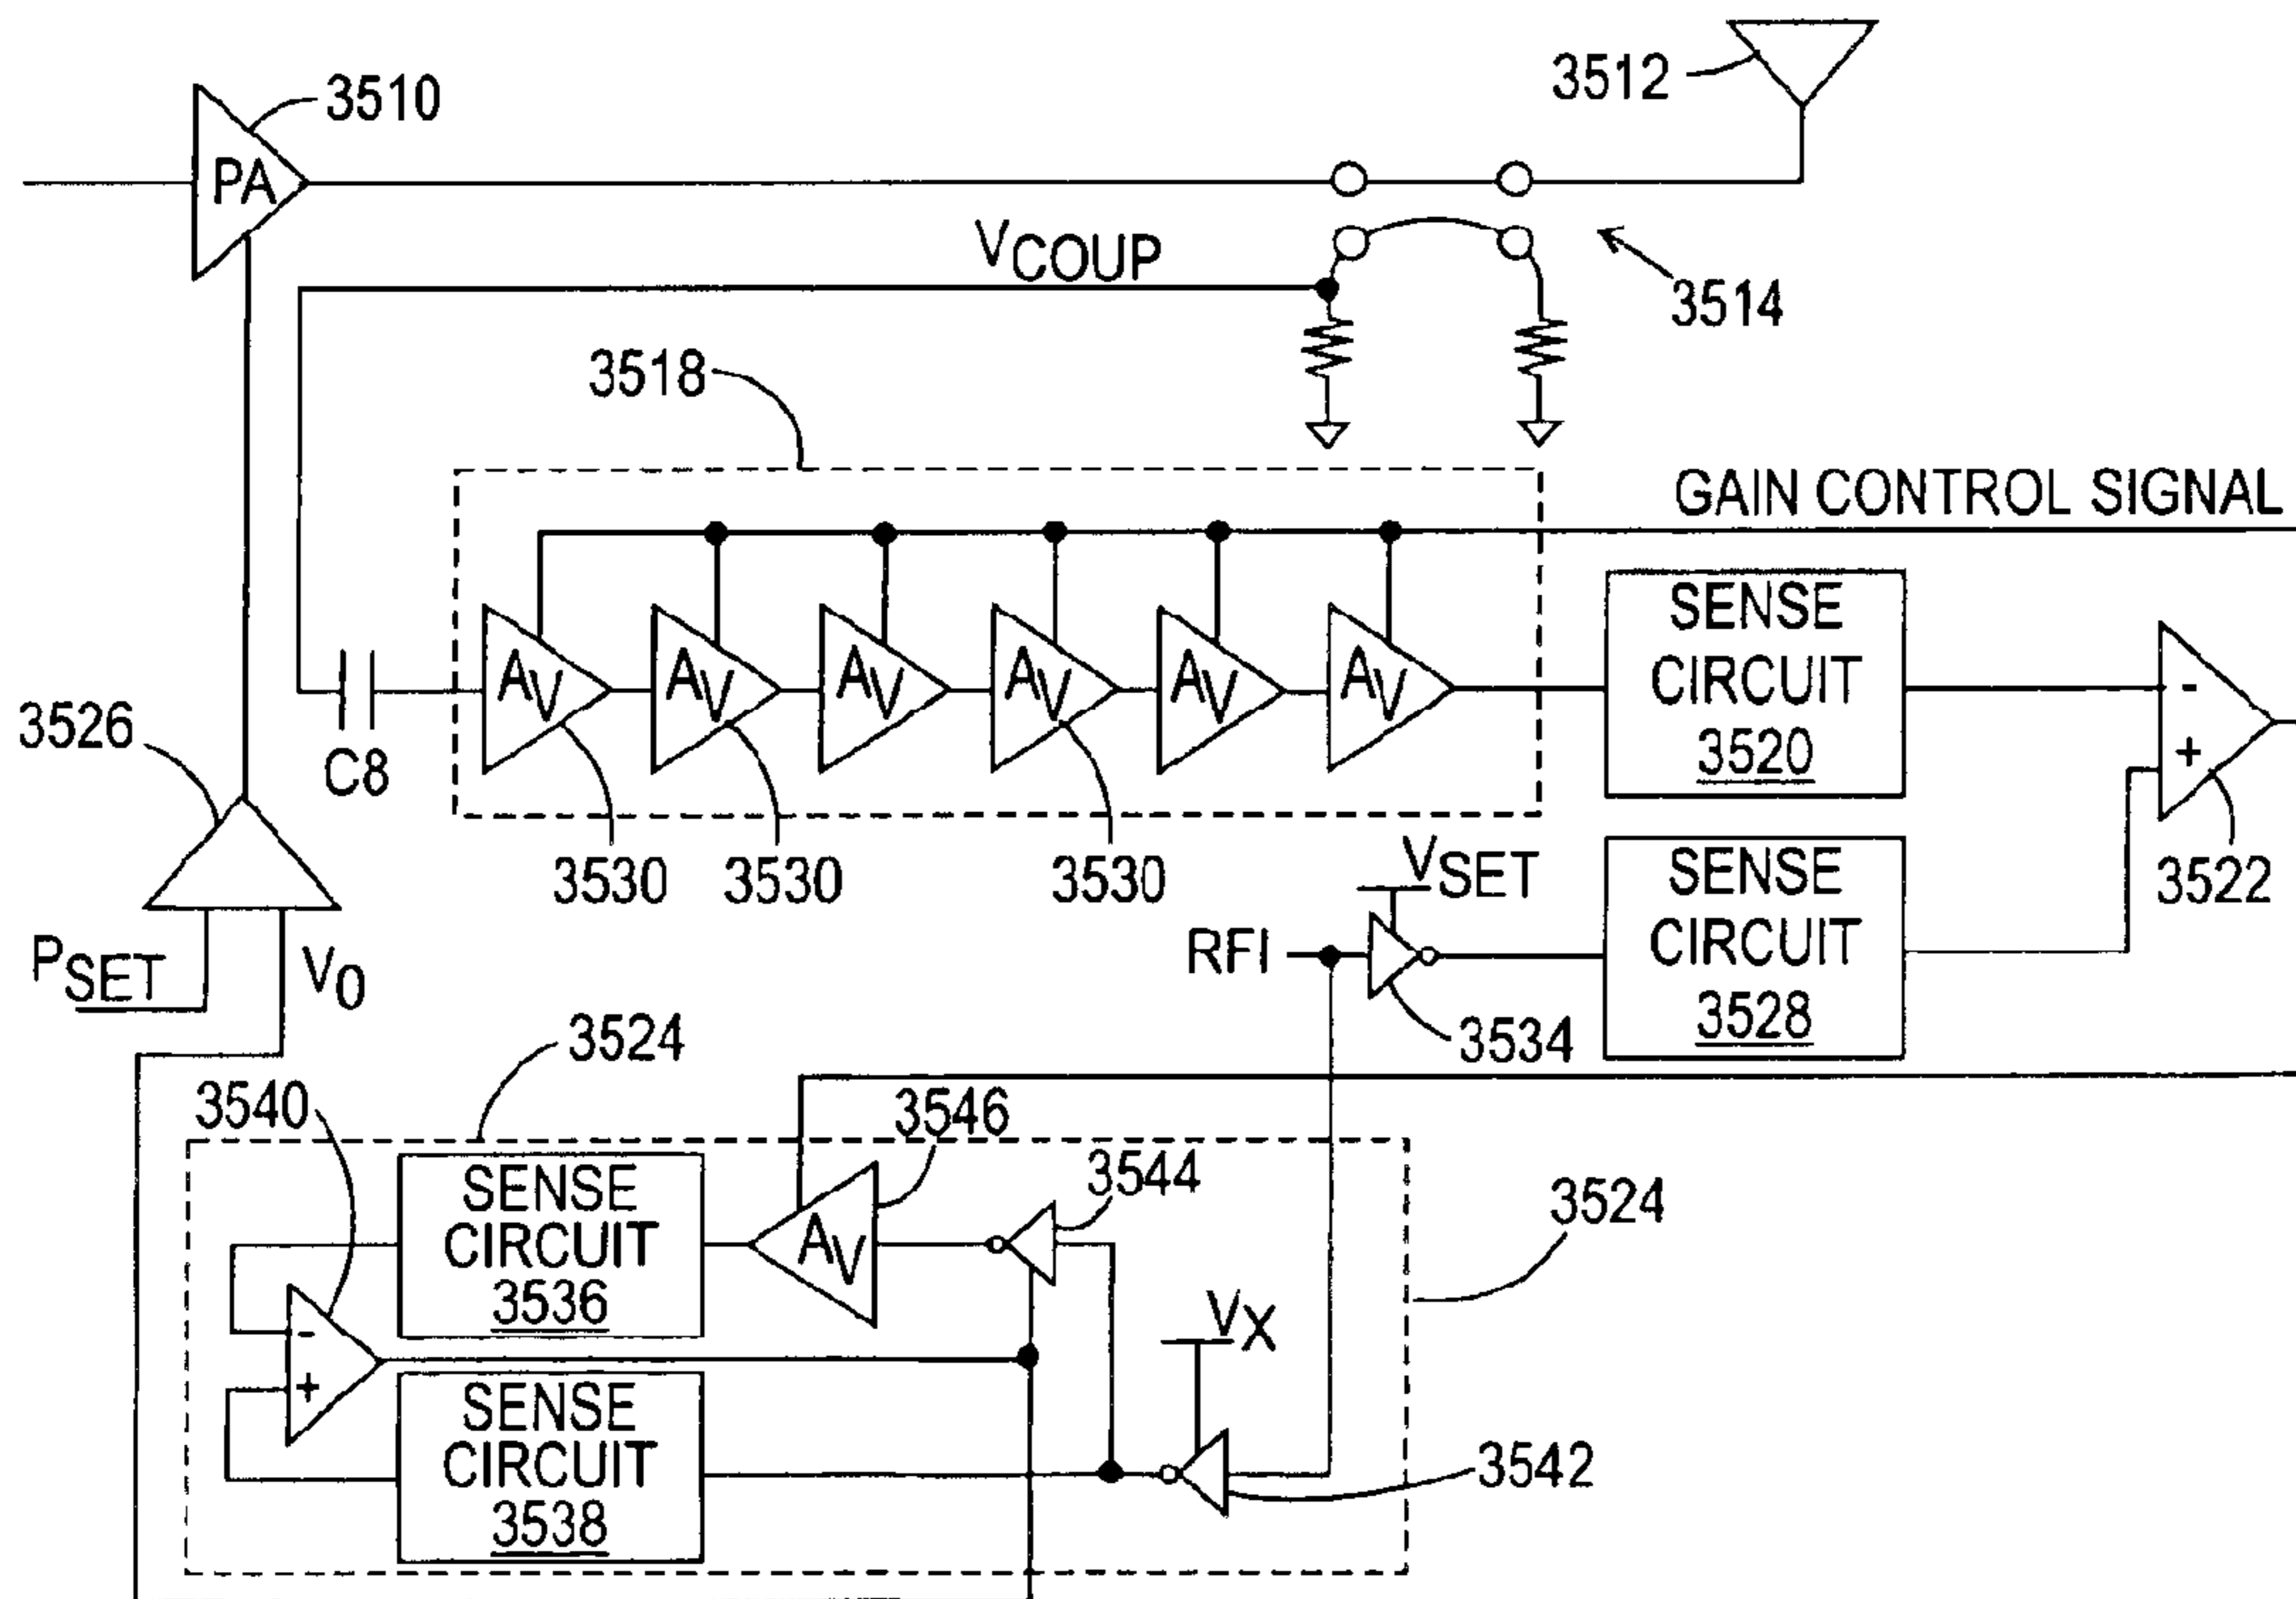 3510
3512
PA
VCOUP
3514
3518
GAIN CONTROL SIGNAL
AV
AV
AV
AV
AV
AV
SENSE
CIRCUIT
3520
-
+
3526
C8
3530
3530
3530
3522
VSET
SENSE
CIRCUIT
3528
RFI
3534
PSET
V0
3524
3540
3546
3544
3524
SENSE
CIRCUIT
3536
AV
VX
-
+
SENSE
CIRCUIT
3538
3542